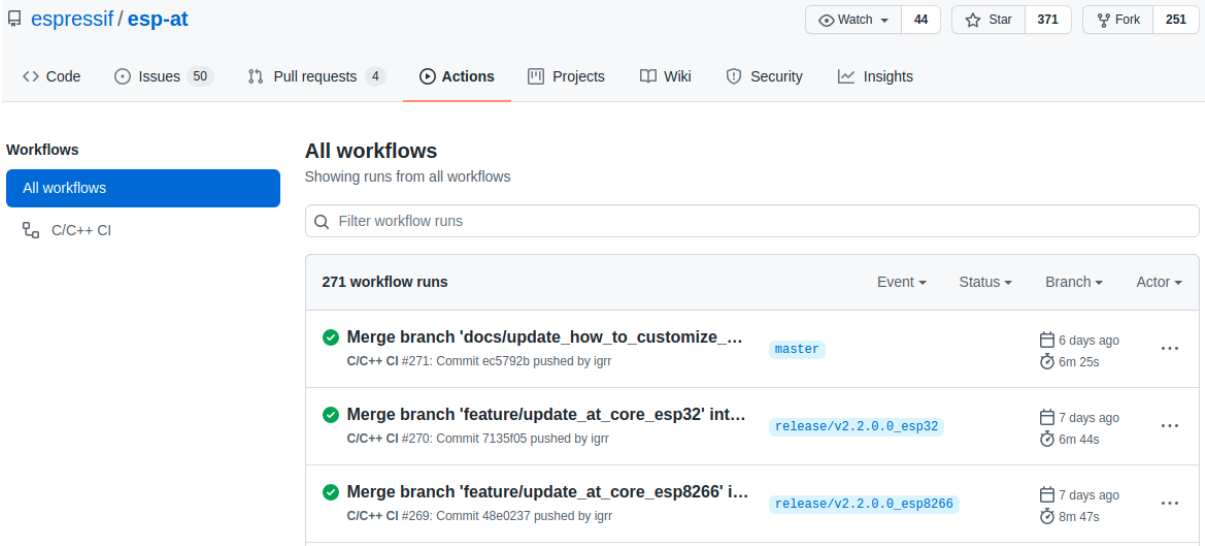 espressif / esp-at
Watch 44 Star 371 Fork 251
Code Issues 50 Pull requests 4 Actions Projects Wiki Security Insights
Workflows
All workflows
C/C++ CI
All workflows
Showing runs from all workflows
Filter workflow runs
271 workflow runs Event Status Branch Actor
Merge branch 'docs/update_how_to_customize_...
C/C++ CI #271: Commit ec5792b pushed by igrr
master
6 days ago
6m 25s
Merge branch 'feature/update_at_core_esp32' int...
C/C++ CI #270: Commit 7135f05 pushed by igrr
release/v2.2.0.0_esp32
7 days ago
6m 44s
Merge branch 'feature/update_at_core_esp8266' i...
C/C++ CI #269: Commit 48e0237 pushed by igrr
release/v2.2.0.0_esp8266
7 days ago
8m 47s